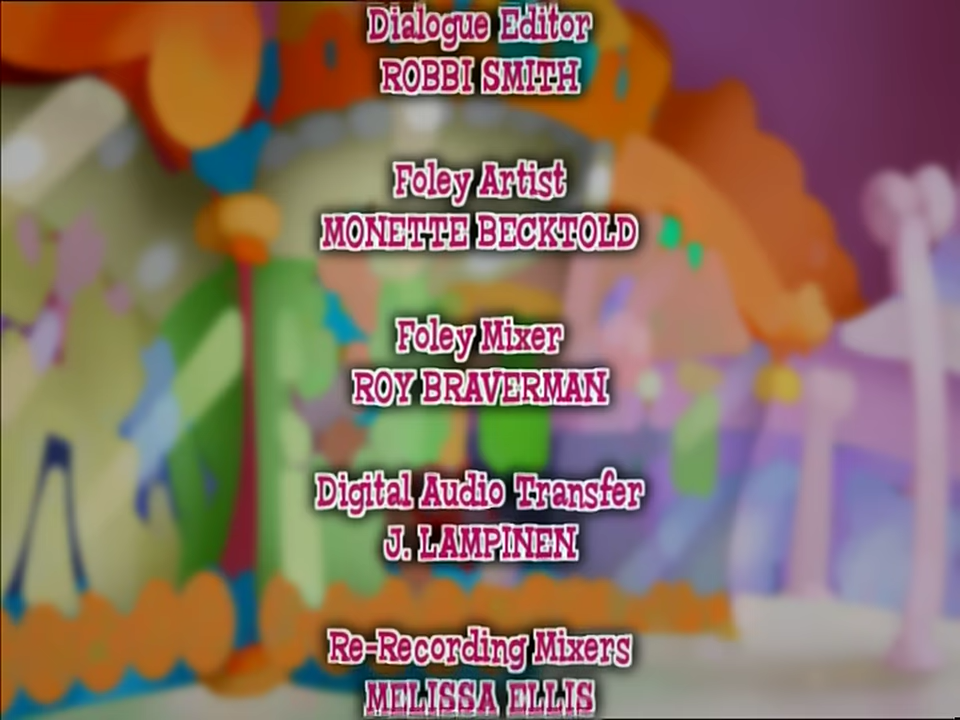 Dialogue Editor
ROBBI SMITH
Foley Artist
MONETTE BECKTOLD
Foley Mixer
ROY BRAVERMAN
Digital Audio Transfer
J. LAMPINEN
Re-Recording Mixers
MELISSA ELLIS